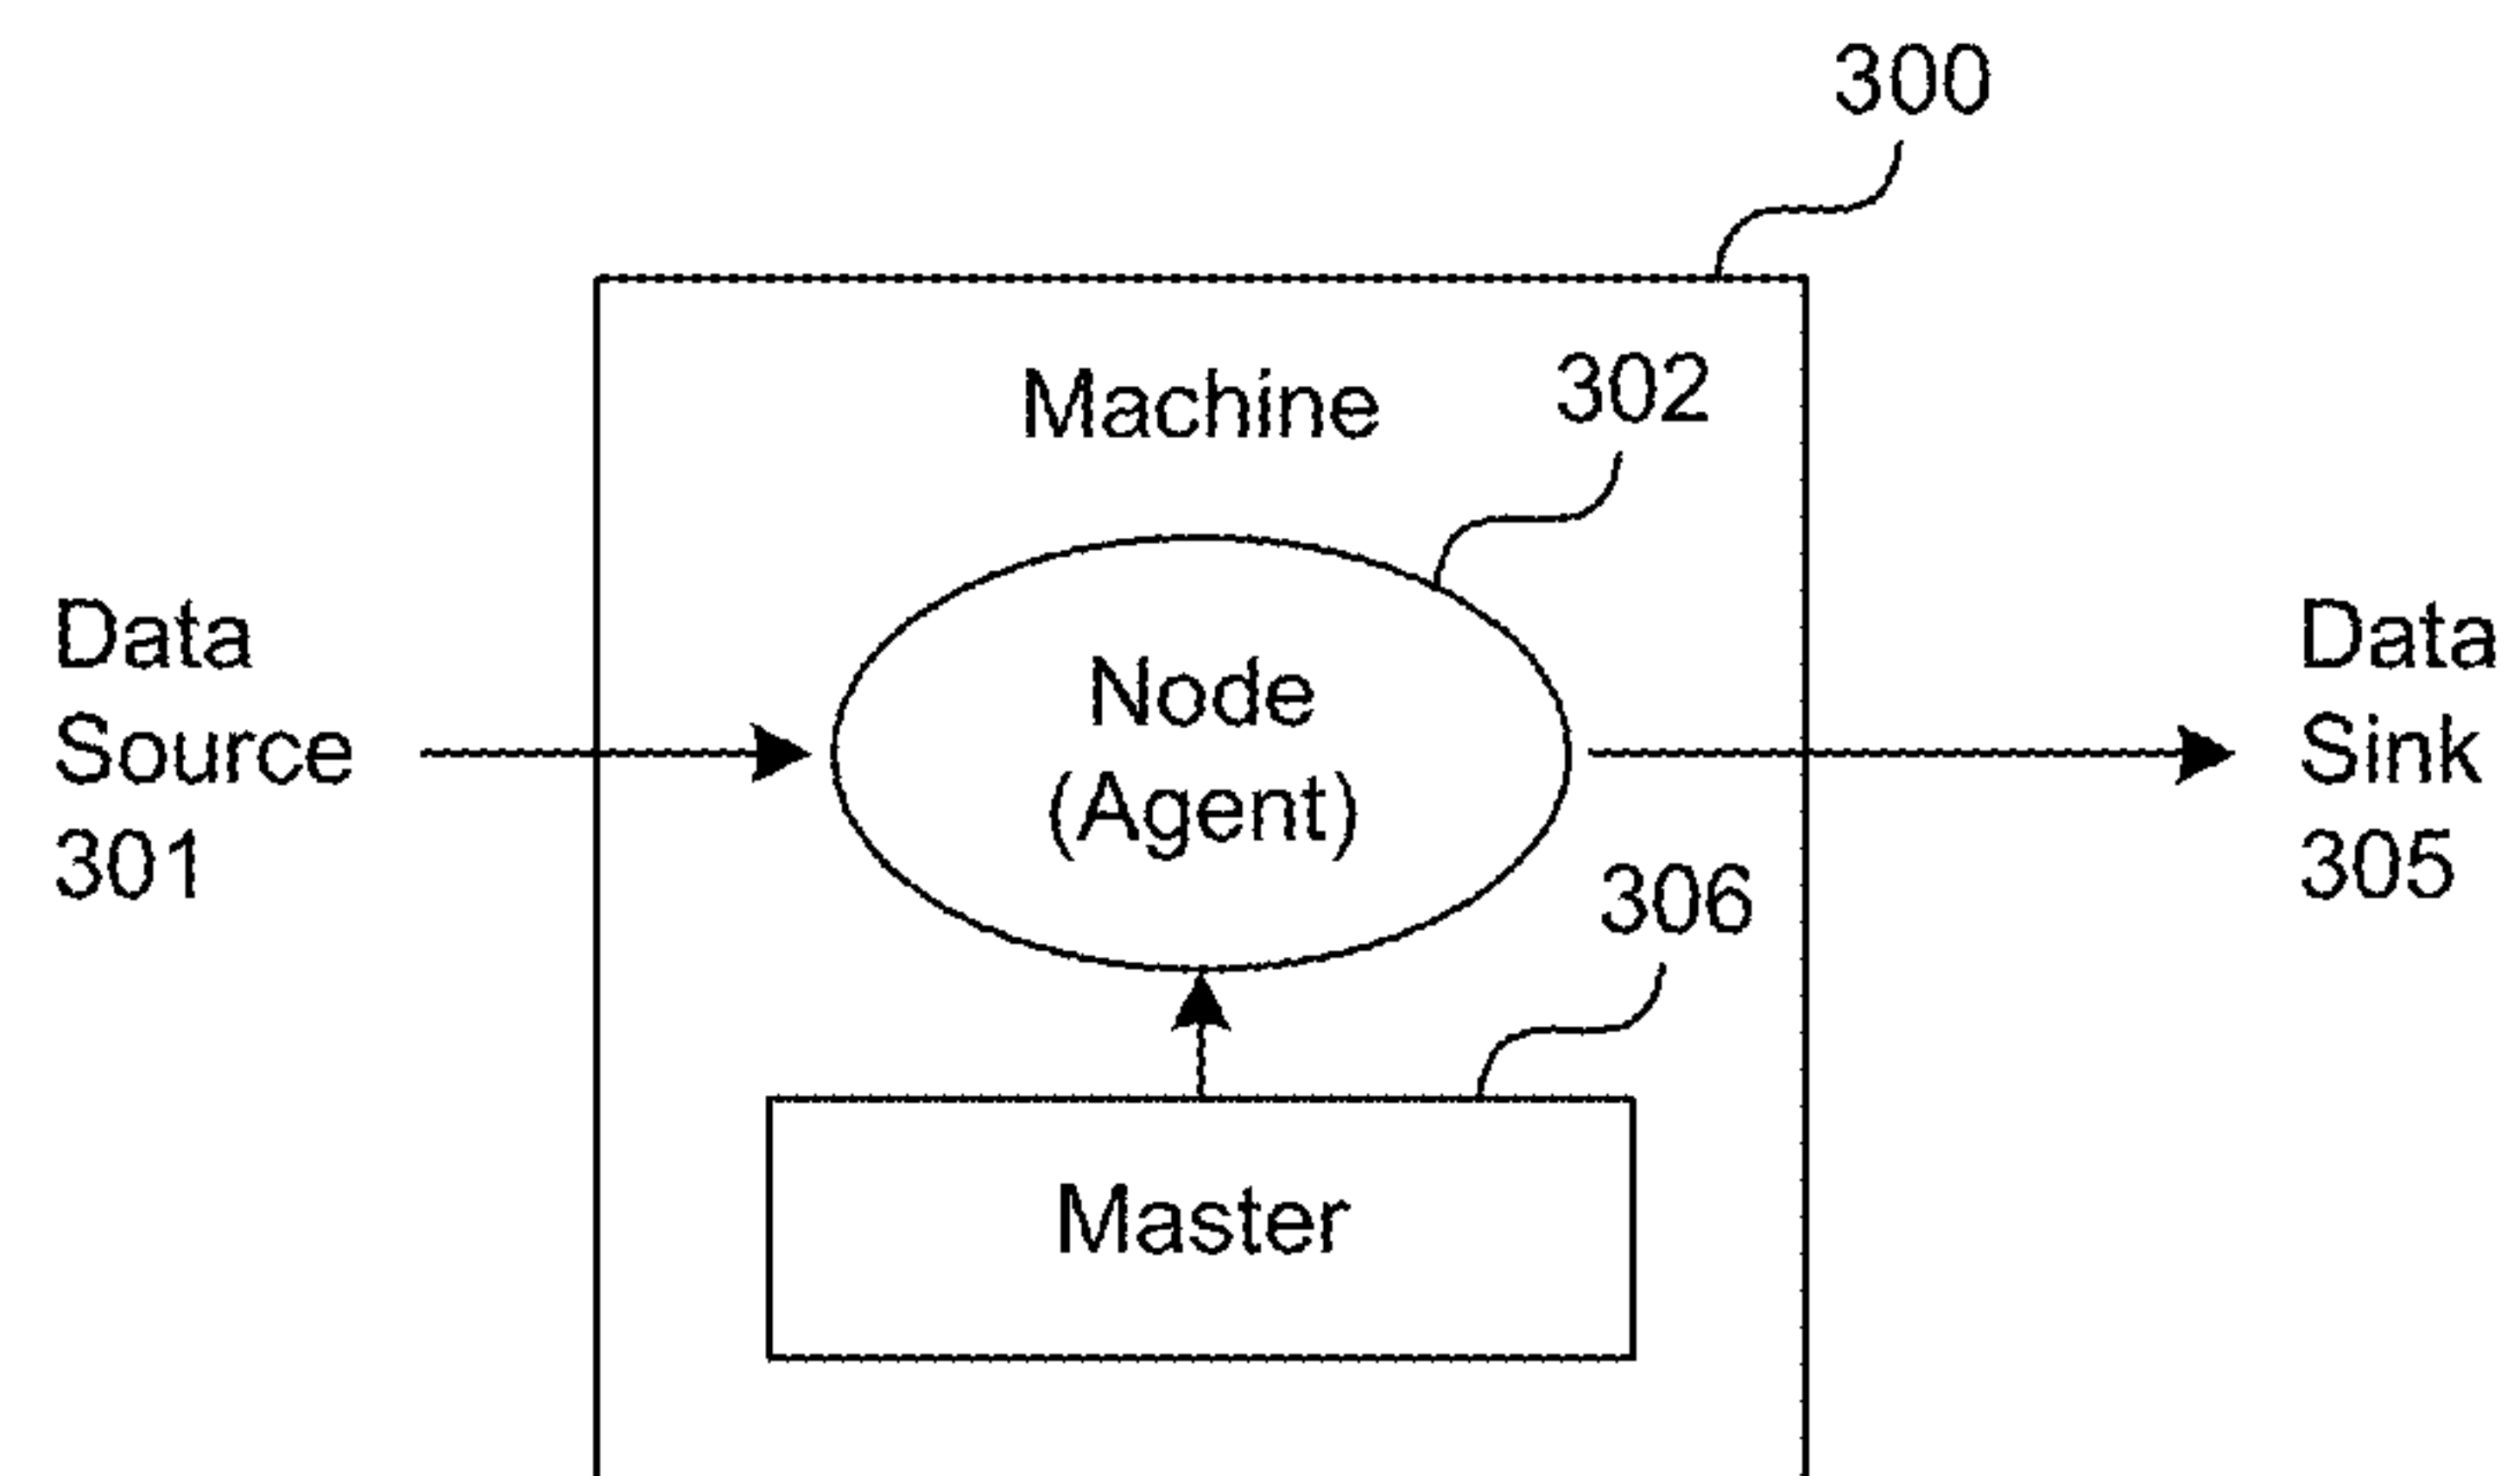 300
Machine
302
Data
Source
301
Node
(Agent)
306
Data
Sink
305
Master